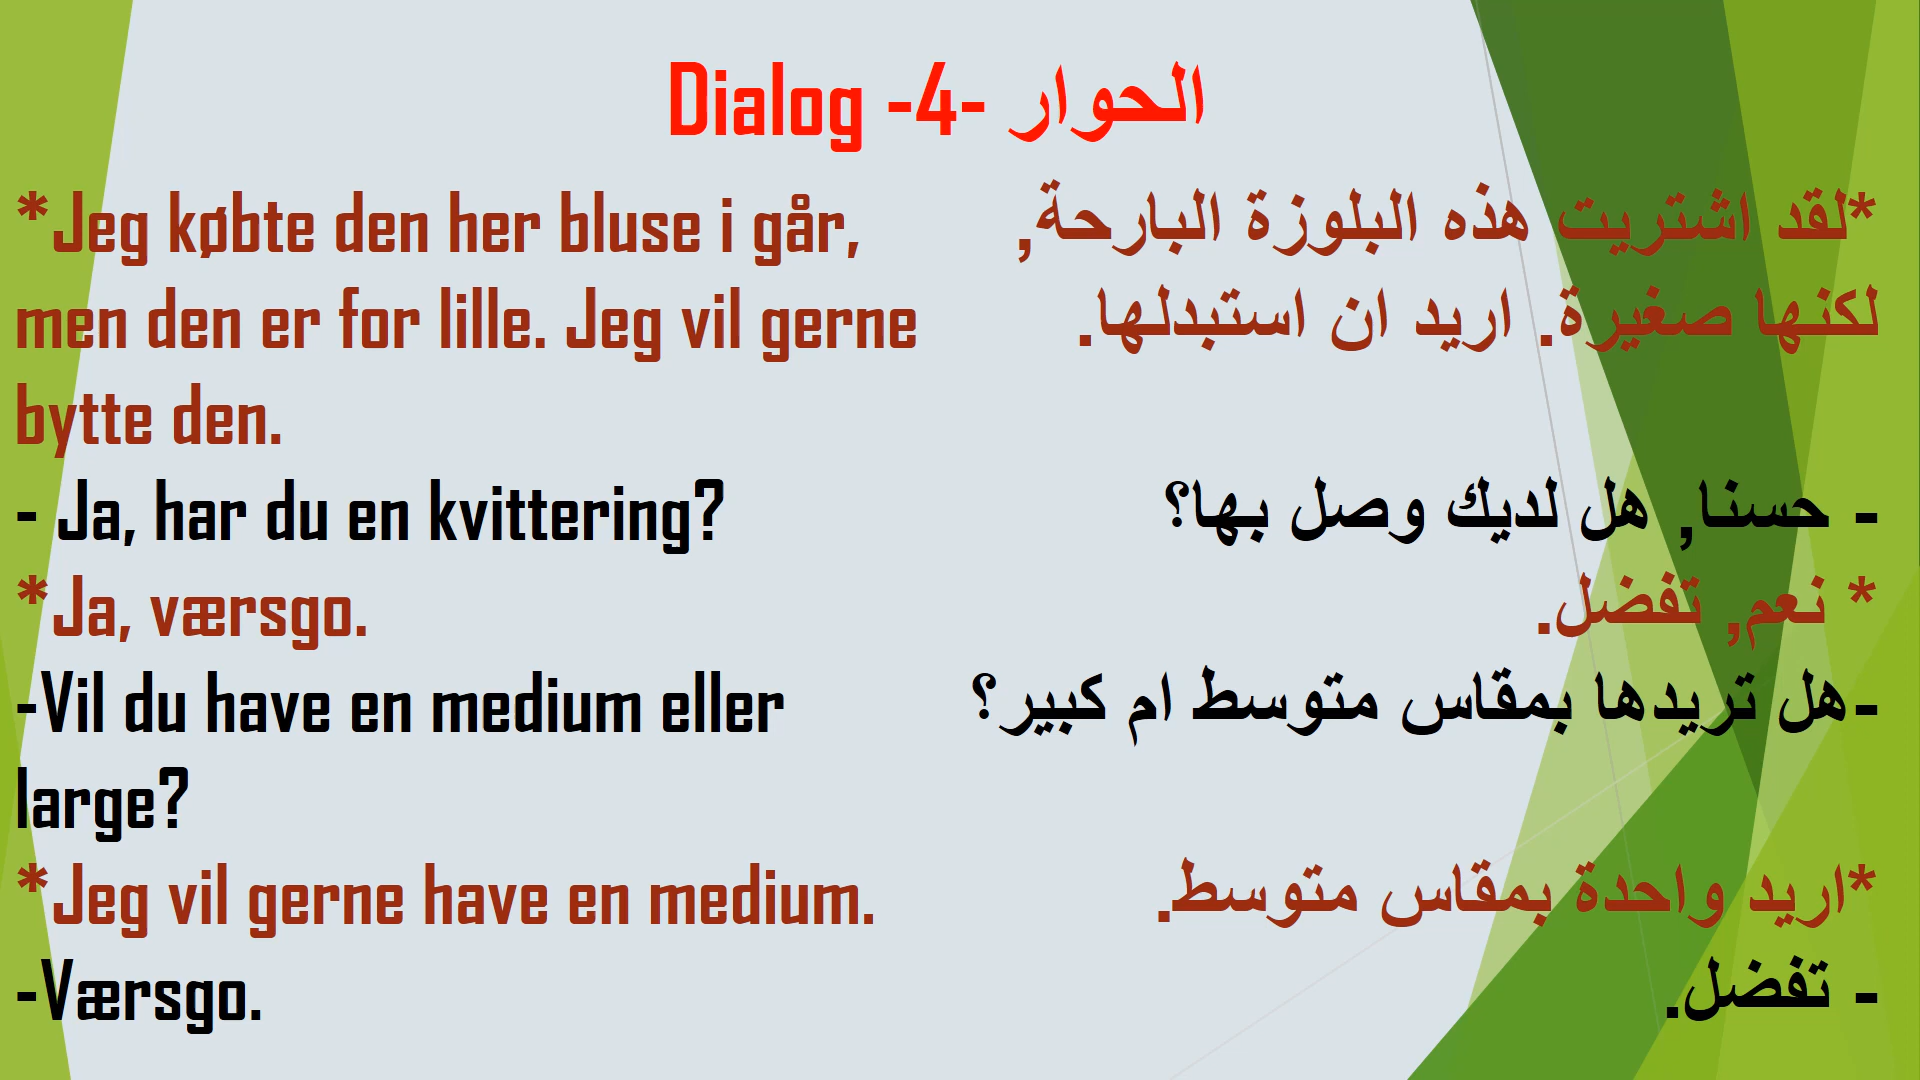 Dialog -4- الحوار
*Jeg købte den her bluse i går,
men den er for lille. Jeg vil gerne
bytte den.
- Ja, har du en kvittering?
*Ja, værsgo.
-Vil du have en medium eller
large?
*Jeg vil gerne have en medium.
-Værsgo.
*لقد اشتريت هذه البلوزة البارحة,
لكنها صغيرة. اريد ان استبدلها.
- حسنا, هل لديك وصل بها؟
* نعم, تفضل.
-هل تريدها بمقاس متوسط ام كبير؟
*اريد واحدة بمقاس متوسط.
- تفضل.